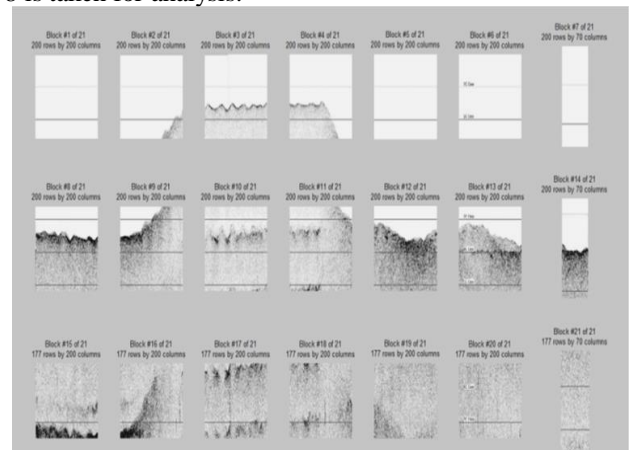 is taken for analysis.
Block #1 of 21
200 rows by 200 columns
Block #2 of 21
200 rows by 200 columns
Block #3 of 21
200 rows by 200 columns
Block #4 of 21
200 rows by 200 columns
Block #5 of 21
200 rows by 200 columns
Block #6 of 21
200 rows by 200 columns
Block #7 of 21
200 rows by 70 columns
Block #8 of 21
200 rows by 200 columns
Block #9 of 21
200 rows by 200 columns
Block #10 of 21
200 rows by 200 columns
Block #11 of 21
200 rows by 200 columns
Block #12 of 21
200 rows by 200 columns
Block #13 of 21
200 rows by 200 columns
Block #14 of 21
200 rows by 70 columns
Block #15 of 21
177 rows by 200 columns
Block #16 of 21
177 rows by 200 columns
Block #17 of 21
177 rows by 200 columns
Block #18 of 21
177 rows by 200 columns
Block #19 of 21
177 rows by 200 columns
Block #20 of 21
177 rows by 200 columns
Block #21 of 21
177 rows by 70 columns